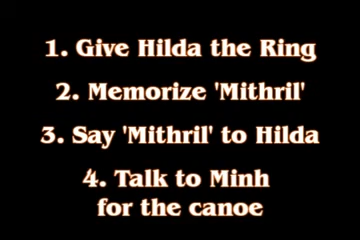 1. Give Hilda the Ring
2. Memorize 'Mithril'
3. Say 'Mithril' to Hilda
4. Talk to Minh
for the canoe